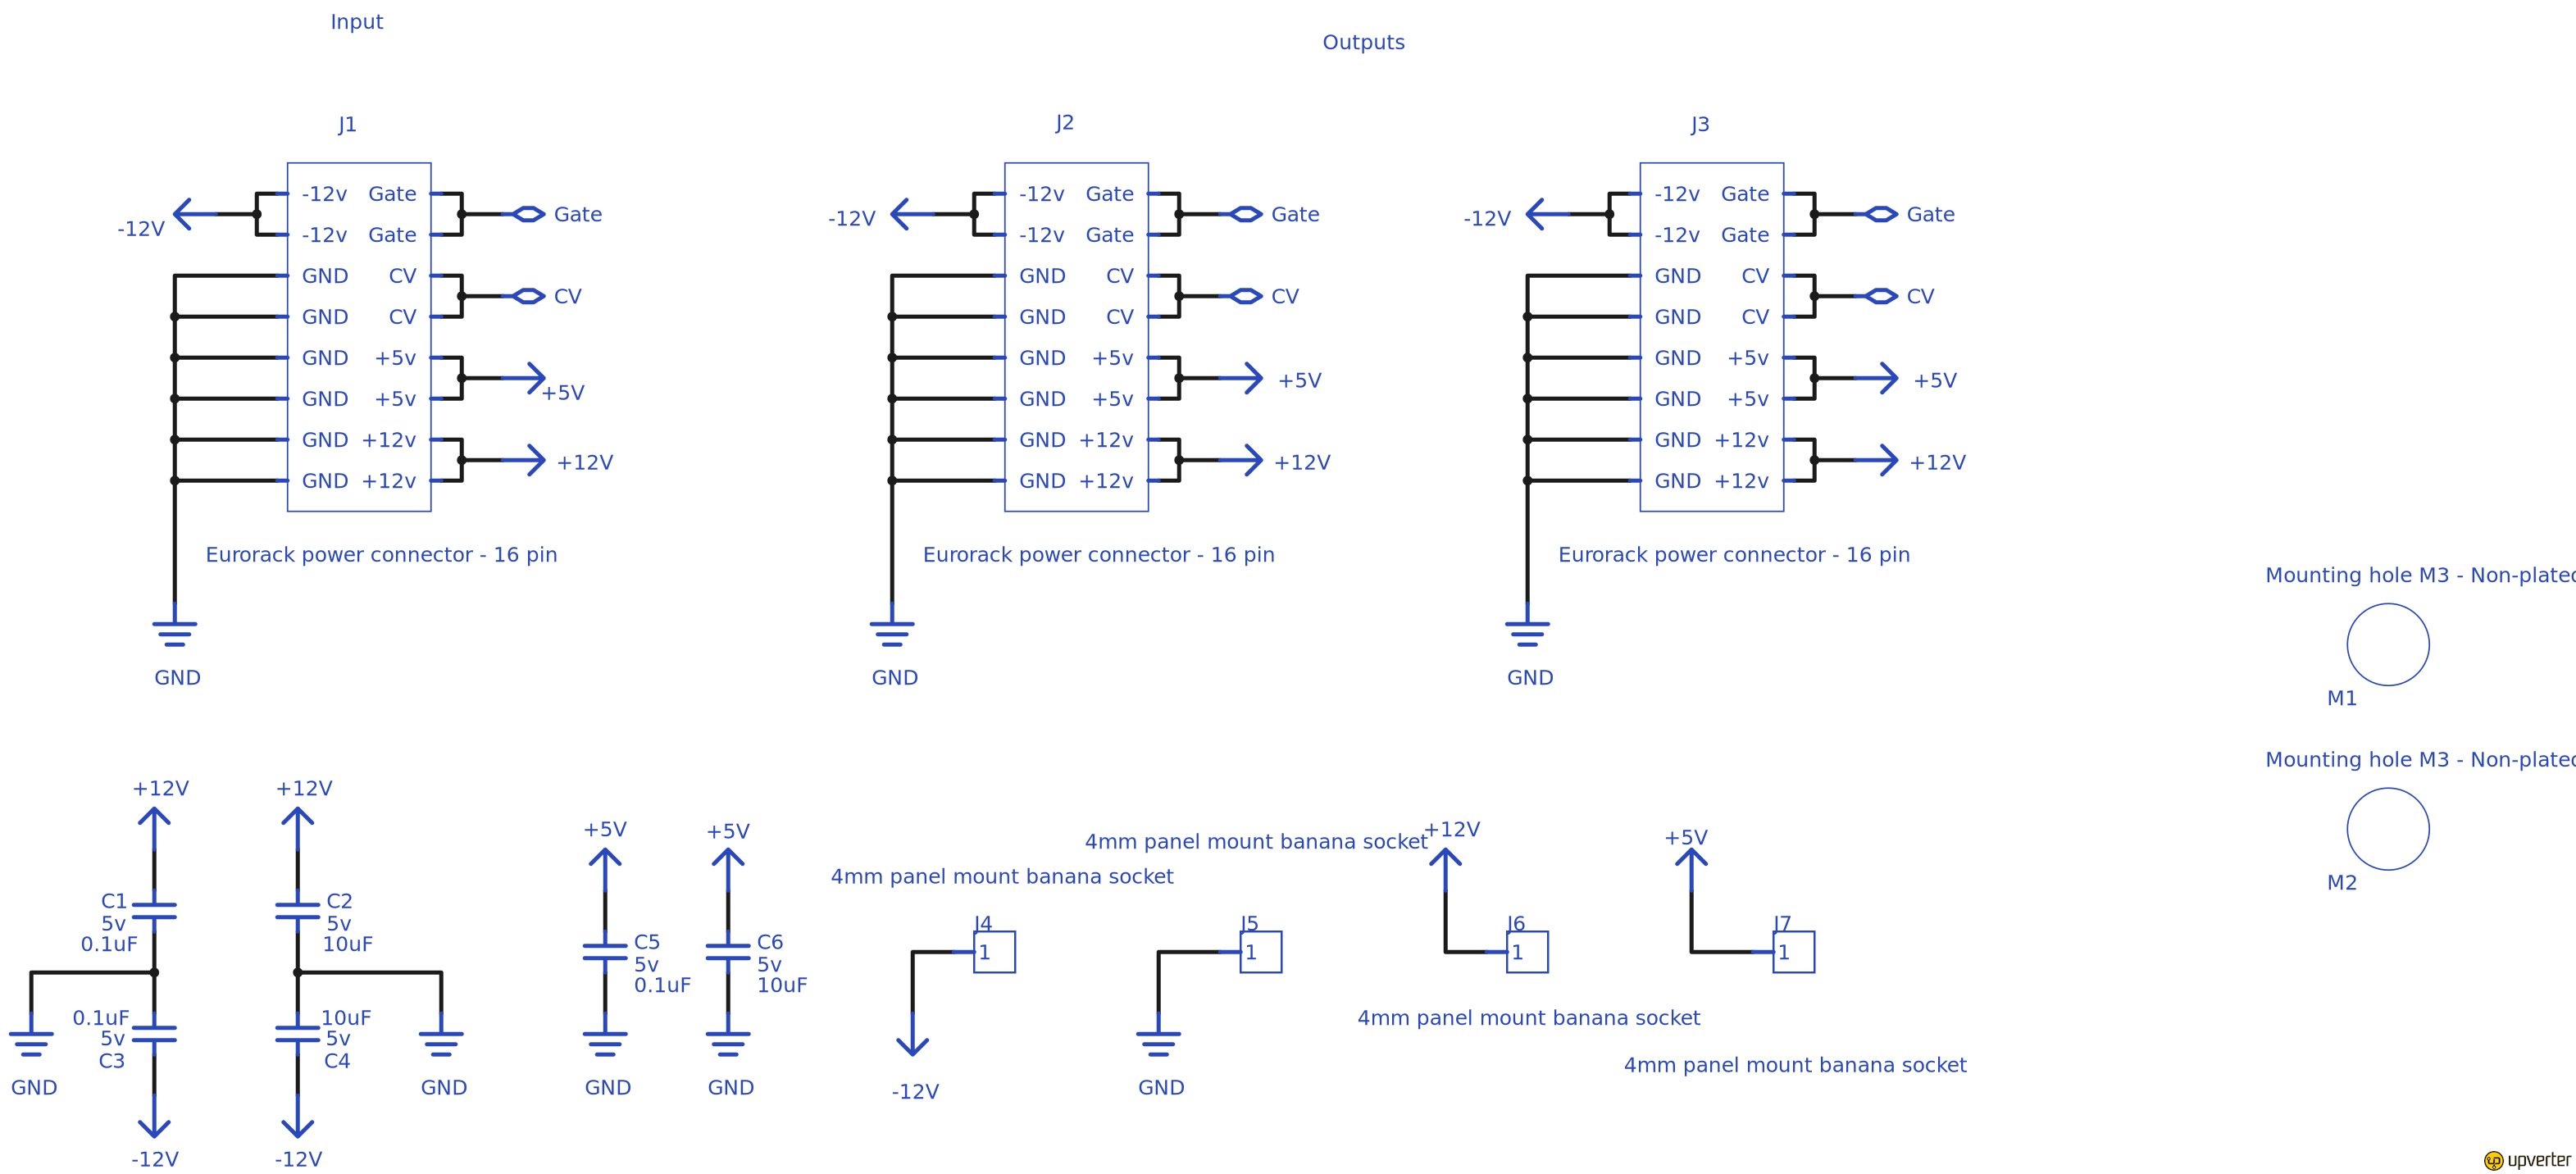 Input
Outputs
J1
-12v Gate
-12v Gate
GND CV
GND CV
GND +5v
GND +5v
GND +12v
GND +12v
-12V
Gate
CV
+5V
+12V
Eurorack power connector - 16 pin
GND
J2
-12v Gate
-12v Gate
GND CV
GND CV
GND +5v
GND +5v
GND +12v
GND +12v
-12V
Gate
CV
+5V
+12V
Eurorack power connector - 16 pin
GND
J3
-12v Gate
-12v Gate
GND CV
GND CV
GND +5v
GND +5v
GND +12v
GND +12v
-12V
Gate
CV
+5V
+12V
Eurorack power connector - 16 pin
GND
Mounting hole M3 - Non-plated
M1
Mounting hole M3 - Non-plated
M2
+12V
C1
5v
0.1uF
0.1uF
5v
C3
GND
-12V
+12V
C2
5v
10uF
10uF
5v
C4
GND
-12V
+5V
C5
5v
0.1uF
GND
+5V
C6
5v
10uF
GND
4mm panel mount banana socket
J4
1
-12V
4mm panel mount banana socket
J5
1
GND
+12V
J6
1
4mm panel mount banana socket
+5V
J7
1
4mm panel mount banana socket
upverter